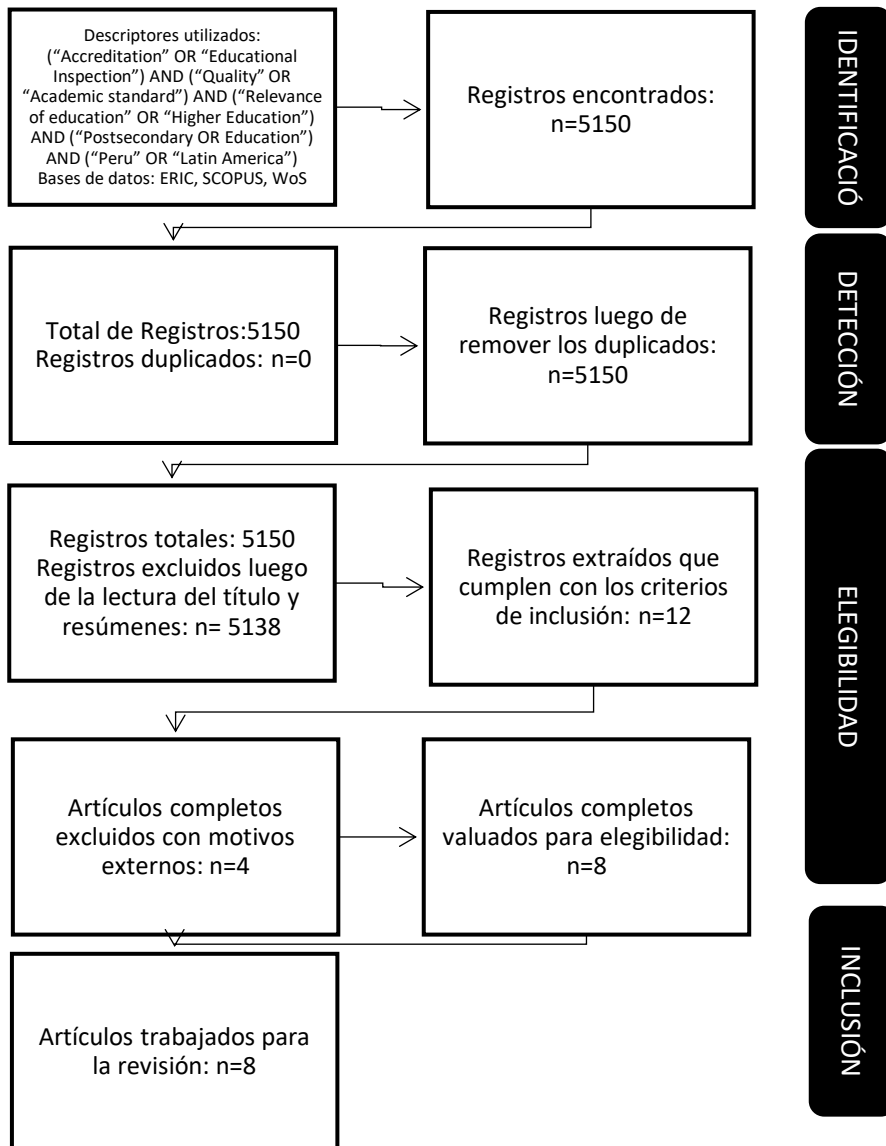 Descriptores utilizados:
(“Accreditation” OR “Educational
Inspection”) AND (“Quality” OR
“Academic standard”) AND (“Relevance
of education” OR “Higher Education”)
AND (“Postsecondary OR Education”)
AND (“Peru” OR “Latin America”)
Bases de datos: ERIC, SCOPUS, WoS
Registros encontrados:
n=5150
IDENTIFICACIÓ
Total de Registros:5150
Registros duplicados: n=0
Registros luego de
remover los duplicados:
n=5150
DETECCIÓN
Registros totales: 5150
Registros excluidos luego
de la lectura del título y
resúmenes: n= 5138
Registros extraídos que
cumplen con los criterios
de inclusión: n=12
ELEGIBILIDAD
Artículos completos
excluidos con motivos
externos: n=4
Artículos completos
valuados para elegibilidad:
n=8
Artículos trabajados para
la revisión: n=8
INCLUSIÓN